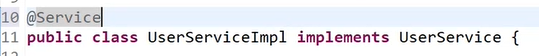 10 @Service
11 public class UserServiceImpl implements UserService {